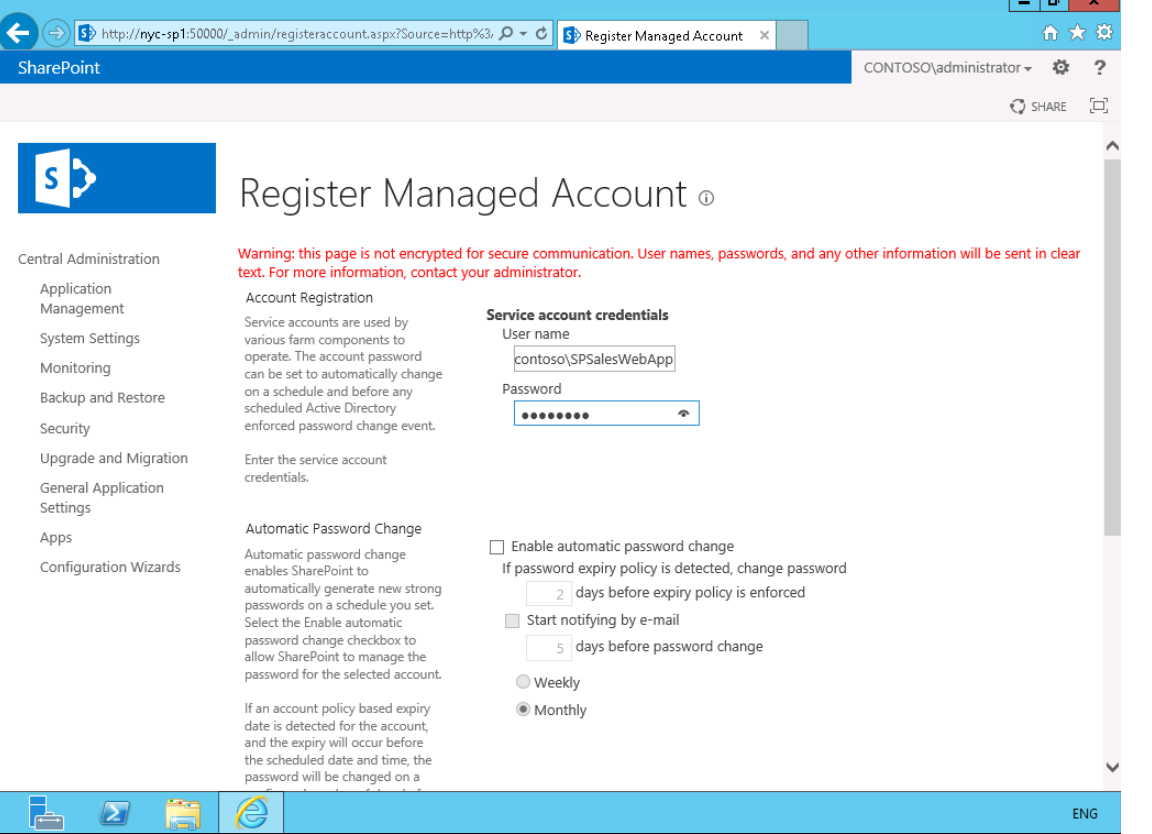 http://nyc-sp1:50000/_admin/registeraccount.aspx?Source=http%3,
Register Managed Account
SharePoint
CONTOSO\administrator
?
SHARE
S
Register Managed Account
Warning: this page is not encrypted for secure communication. User names, passwords, and any other information will be sent in clear
text. For more information, contact your administrator.
Central Administration
Application
Management
System Settings
Monitoring
Backup and Restore
Security
Upgrade and Migration
General Application
Settings
Apps
Configuration Wizards
Account Registration
Service accounts are used by
various farm components to
operate. The account password
can be set to automatically change
on a schedule and before any
scheduled Active Directory
enforced password change event.
Enter the service account
credentials.
Service account credentials
User name
contoso\SPSalesWebApp
Password
Automatic Password Change
Automatic password change
enables SharePoint to
automatically generate new strong
passwords on a schedule you set.
Select the Enable automatic
password change checkbox to
allow SharePoint to manage the
password for the selected account.
If an account policy based expiry
date is detected for the account,
and the expiry will occur before
the scheduled date and time, the
password will be changed on a
Enable automatic password change
If password expiry policy is detected, change password
2 days before expiry policy is enforced
Start notifying by e-mail
5 days before password change
Weekly
Monthly
ENG